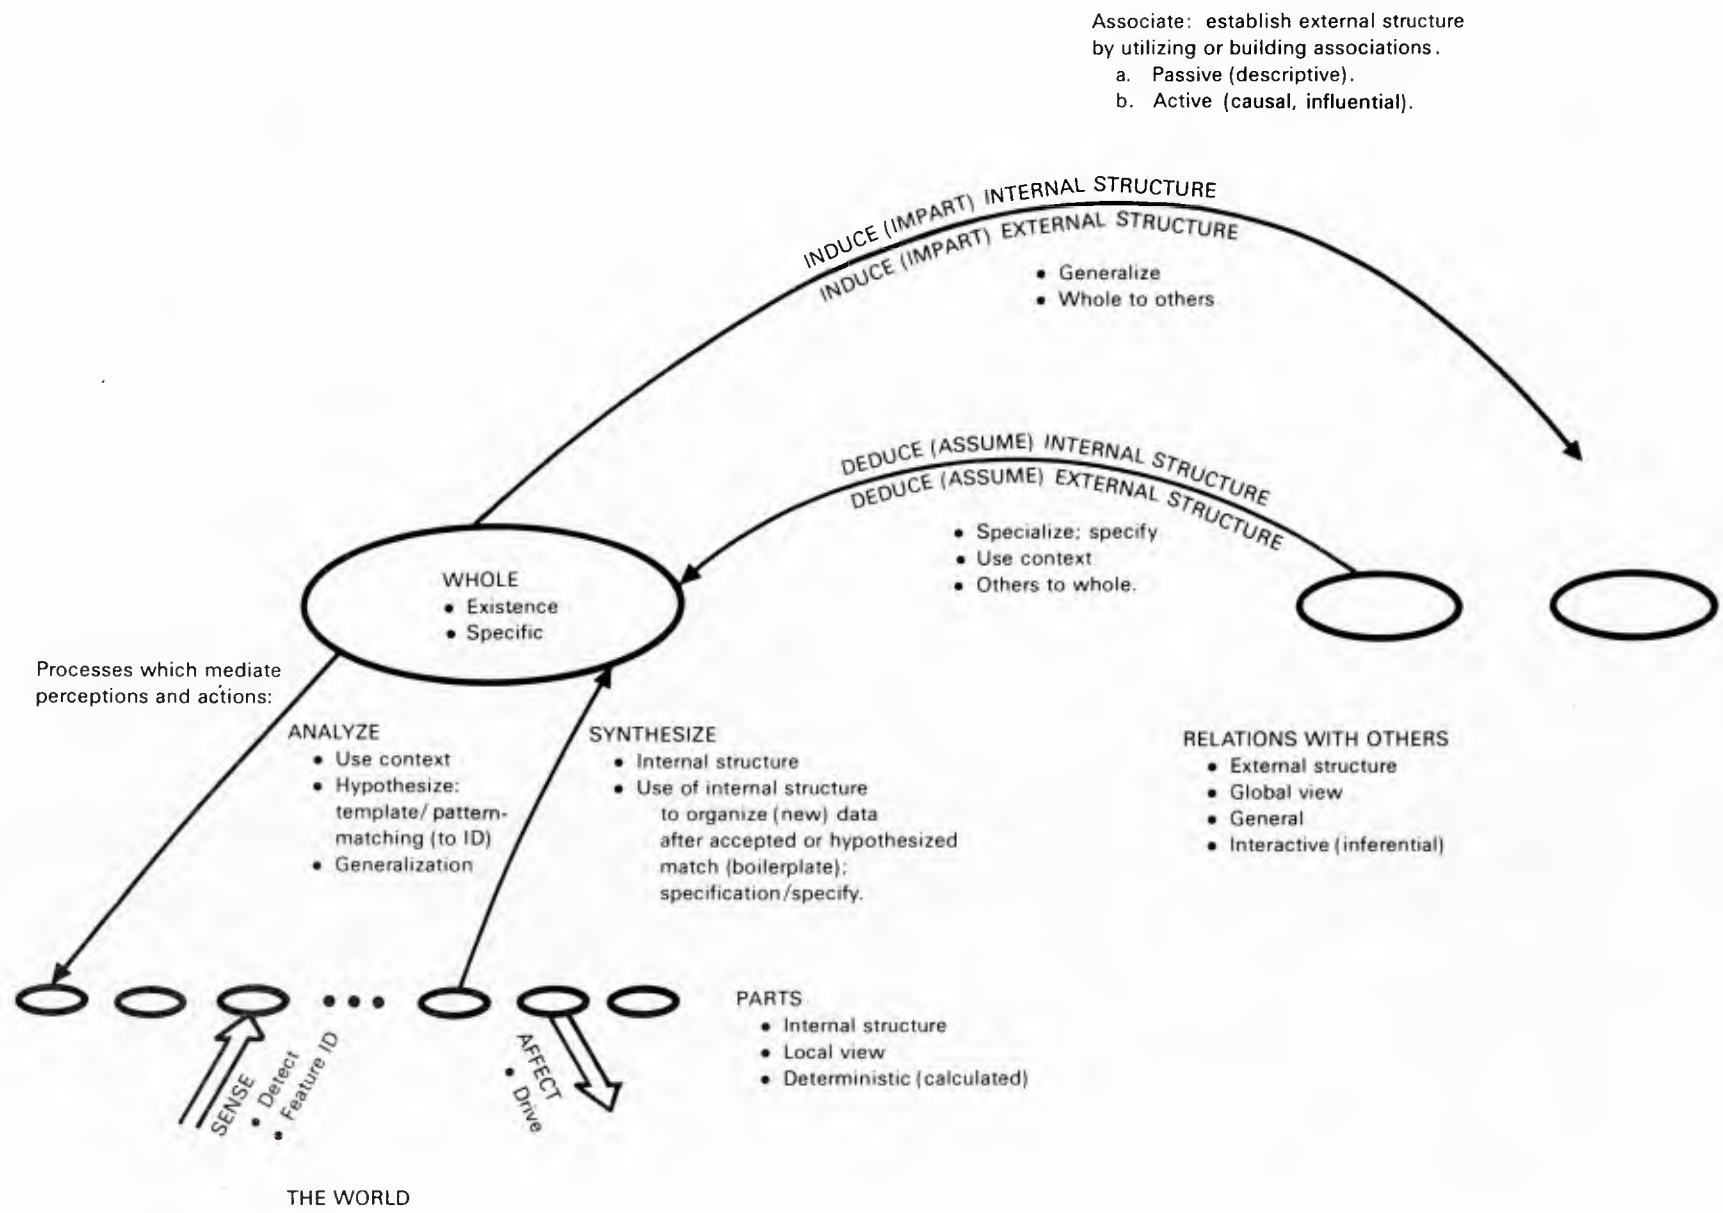 Associate: establish external structure
by utilizing or building associations.
a. Passive (descriptive).
b. Active (causal, influential).
INDUCE (IMPART) INTERNAL STRUCTURE
INDUCE (IMPART) EXTERNAL STRUCTURE
• Generalize
• Whole to others
DEDUCE (ASSUME) INTERNAL STRUCTURE
DEDUCE (ASSUME) EXTERNAL STRUCTURE
• Specialize; specify
• Use context
• Others to whole.
WHOLE
• Existence
• Specific
Processes which mediate
perceptions and actions:
ANALYZE
• Use context
• Hypothesize:
template/ pattern-
matching (to ID)
• Generalization
SYNTHESIZE
• Internal structure
• Use of internal structure
to organize (new) data
after accepted or hypothesized
match (boilerplate);
specification/specify.
RELATIONS WITH OTHERS
• External structure
• Global view
• General
• Interactive (inferential)
PARTS
• Internal structure
• Local view
• Deterministic (calculated)
SENSE
• Detect
• Feature ID
AFFECT
• Drive
THE WORLD